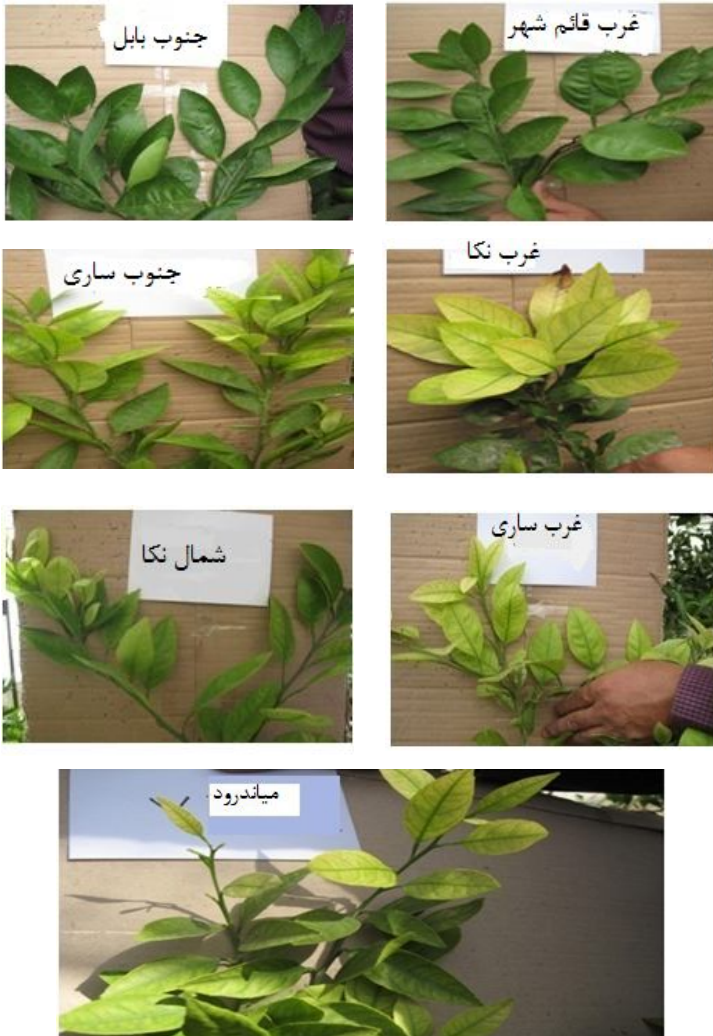 جنوب بابل
غرب قائم شهر
جنوب ساری
غرب نکا
شمال نکا
غرب ساری
میاندرود